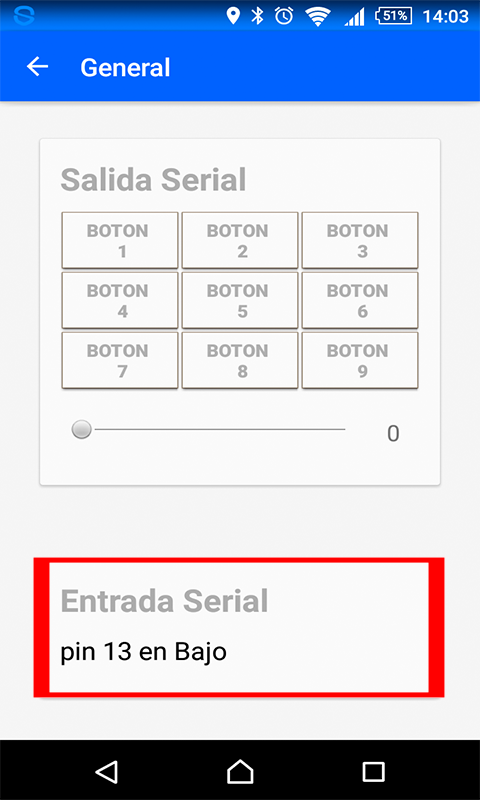 51% 14:03
General
Salida Serial
BOTON BOTON BOTON
1 2 3
BOTON BOTON BOTON
4 5 6
BOTON BOTON BOTON
7 8 9
0
Entrada Serial
pin 13 en Bajo